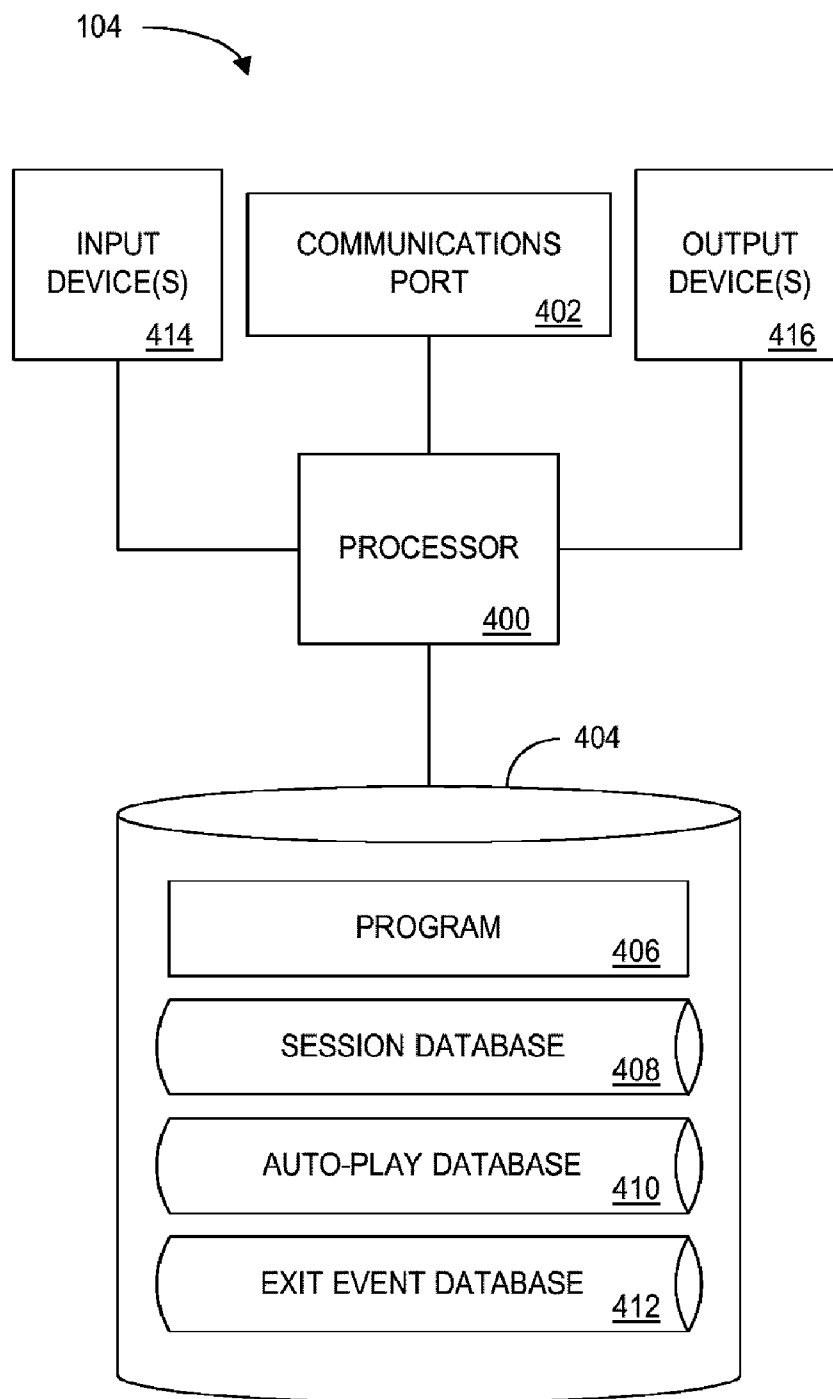 104
INPUT
DEVICE(S)
414
COMMUNICATIONS
PORT
402
OUTPUT
DEVICE(S)
416
PROCESSOR
400
404
PROGRAM
406
SESSION DATABASE
408
AUTO-PLAY DATABASE
410
EXIT EVENT DATABASE
412